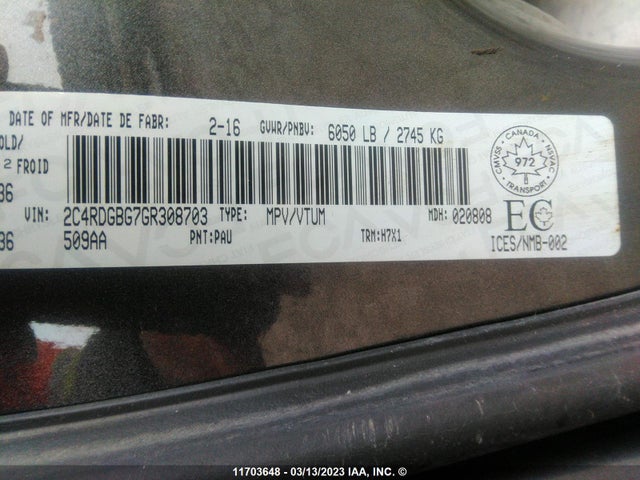 DATE OF MFR/DATE DE FABR: 2-16 GVWR/PNBV: 6050 LB / 2745 KG
OLD/
2 FROID
36
VIN: 2C4RDGBG7GR308703 TYPE: MPV/VTUM MDH: 020808
36 509AA PNT:PAU TRM:H7X1
CMVSS - CANADA - NSVAC
972
TRANSPORT
EC
ICES/NMB-002
11703648 - 03/13/2023 IAA, INC. ©